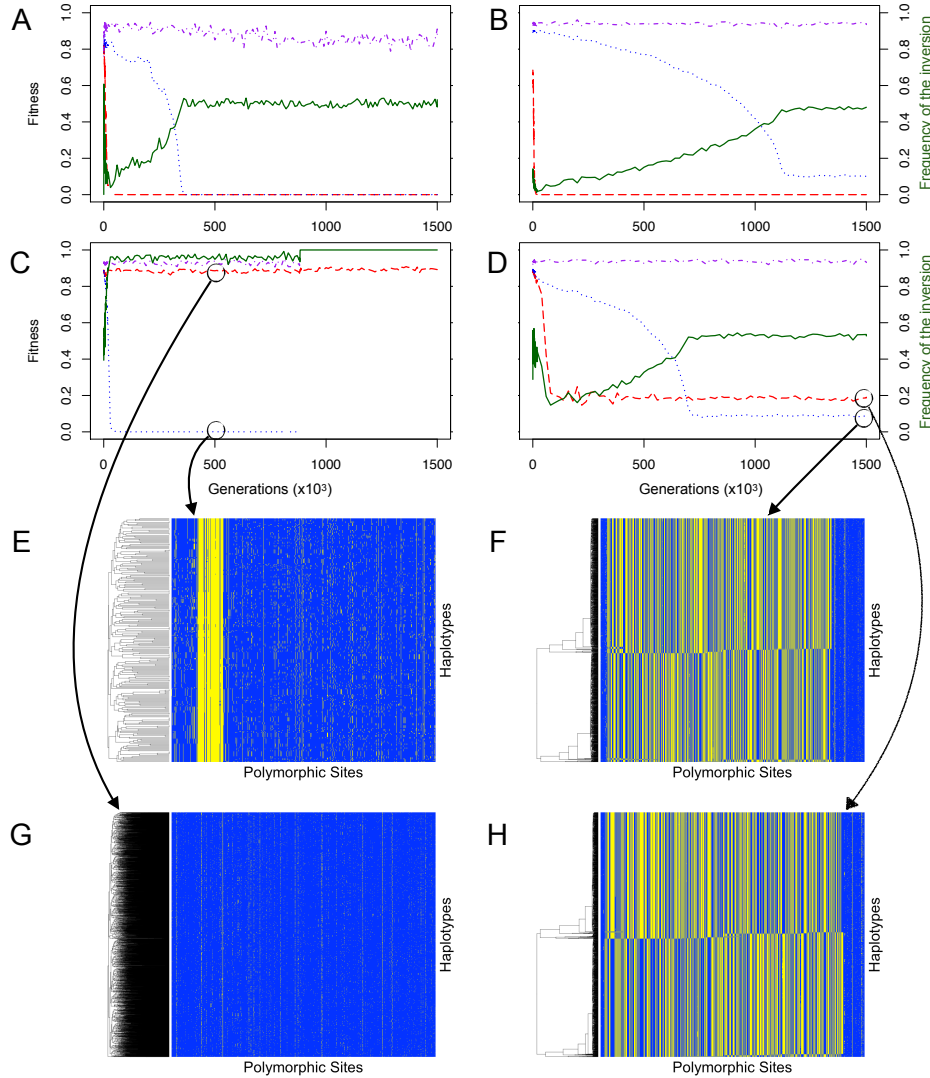 A
B
1.0
0.8
0.6
0.4
0.2
0.0
Fitness
0
500
1000
1500
0
500
1000
1500
1.0
0.8
0.6
0.4
0.2
0.0
Frequency of the inversion
C
D
1.0
0.8
0.6
0.4
0.2
0.0
Fitness
0
500
1000
1500
0
500
1000
1500
1.0
0.8
0.6
0.4
0.2
0.0
Frequency of the inversion
Generations (x10³)
Generations (x10³)
E
Haplotypes
Polymorphic Sites
F
Haplotypes
Polymorphic Sites
G
Haplotypes
Polymorphic Sites
H
Haplotypes
Polymorphic Sites